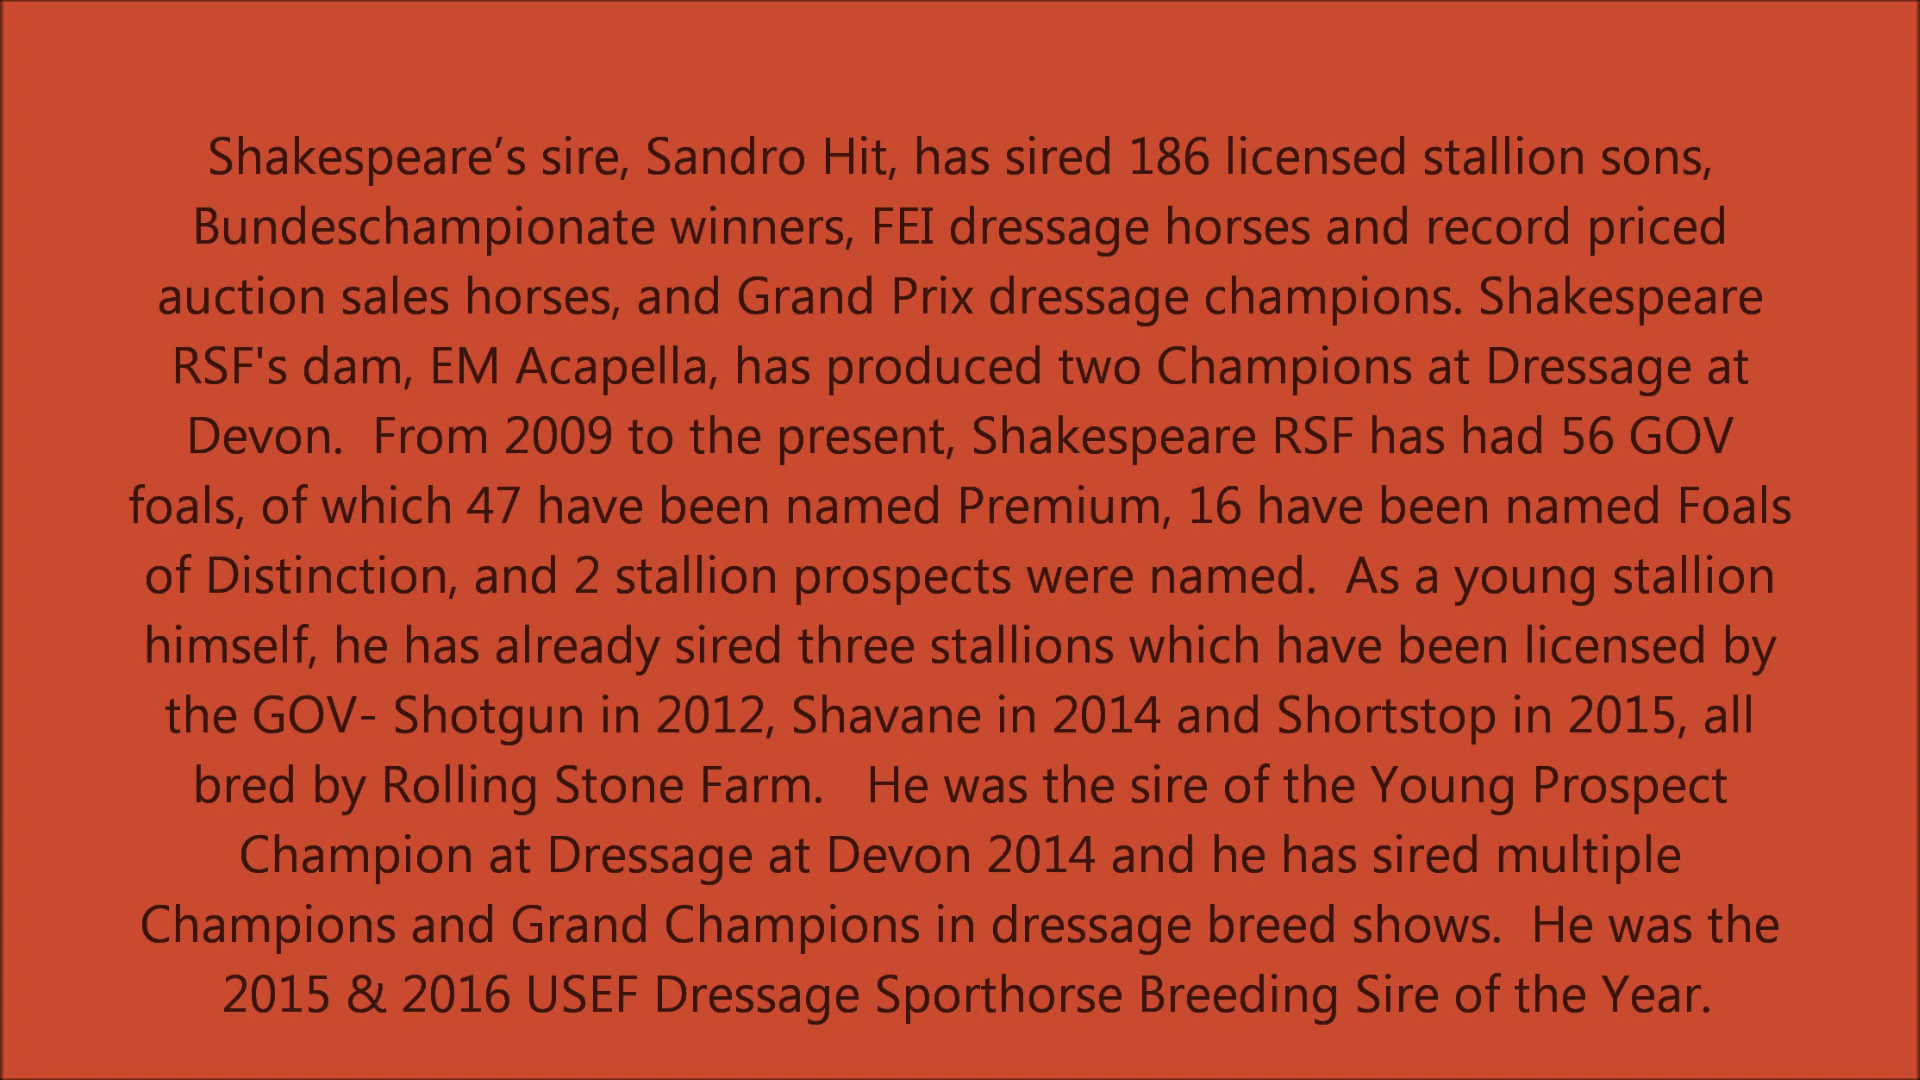 Shakespeare’s sire, Sandro Hit, has sired 186 licensed stallion sons,
Bundeschampionate winners, FEI dressage horses and record priced
auction sales horses, and Grand Prix dressage champions. Shakespeare
RSF's dam, EM Acapella, has produced two Champions at Dressage at
Devon.  From 2009 to the present, Shakespeare RSF has had 56 GOV
foals, of which 47 have been named Premium, 16 have been named Foals
of Distinction, and 2 stallion prospects were named.  As a young stallion
himself, he has already sired three stallions which have been licensed by
the GOV- Shotgun in 2012, Shavane in 2014 and Shortstop in 2015, all
bred by Rolling Stone Farm.   He was the sire of the Young Prospect
Champion at Dressage at Devon 2014 and he has sired multiple
Champions and Grand Champions in dressage breed shows.  He was the
2015 & 2016 USEF Dressage Sporthorse Breeding Sire of the Year.